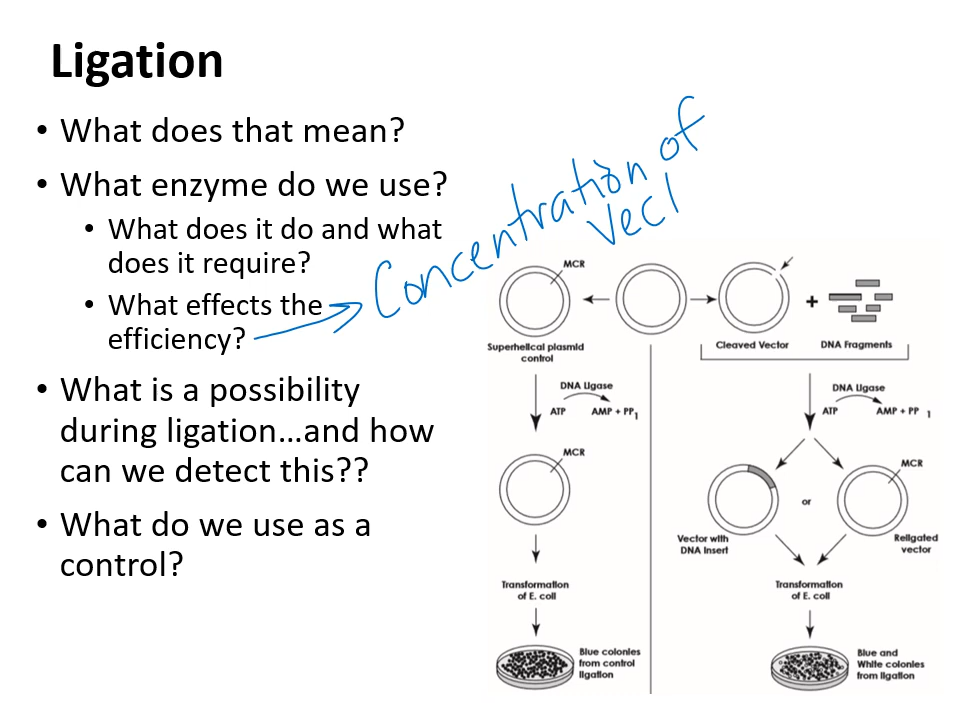 Ligation
• What does that mean?
• What enzyme do we use?
• What does it do and what
does it require?
• What effects the
efficiency?
• What is a possibility
during ligation…and how
can we detect this??
• What do we use as a
control?
Concentration of
Vecl
MCR
Superhelical plasmid
control
DNA Ligase
ATP AMP + PP1
MCR
Transformation
of E. coli
Blue colonies
from control
ligation
+
Cleaved Vector DNA Fragments
DNA Ligase
ATP AMP + PP 1
MCR
or
Vector with
DNA Insert
Religated
vector
Transformation
of E. coli
Blue and
White colonies
from ligation